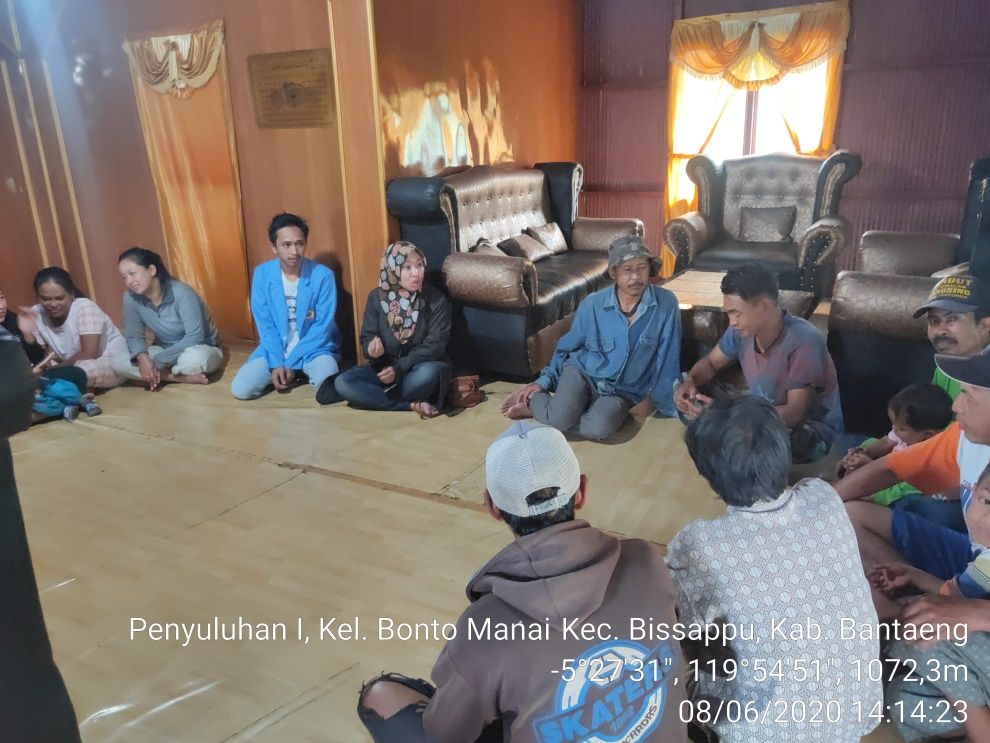 Penyuluhan I, Kel. Bonto Manai Kec. Bissappu, Kab. Bantaeng
-5°27'31", 119°54'51", 1072,3m
08/06/2020 14:14:23